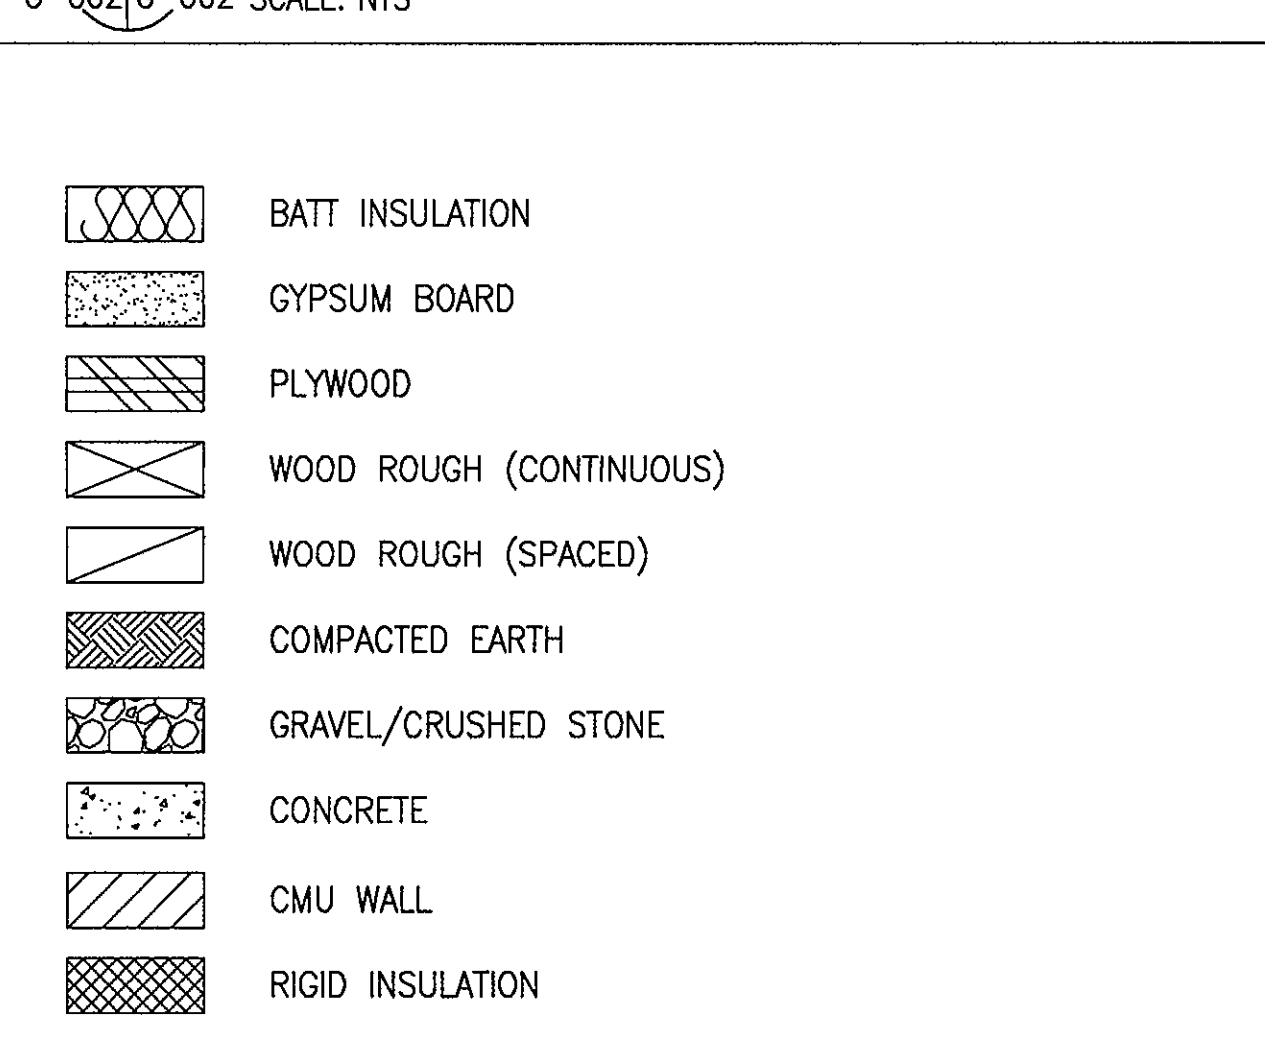 SCALE: NTS
BATT INSULATION
GYPSUM BOARD
PLYWOOD
WOOD ROUGH (CONTINUOUS)
WOOD ROUGH (SPACED)
COMPACTED EARTH
GRAVEL/CRUSHED STONE
CONCRETE
CMU WALL
RIGID INSULATION